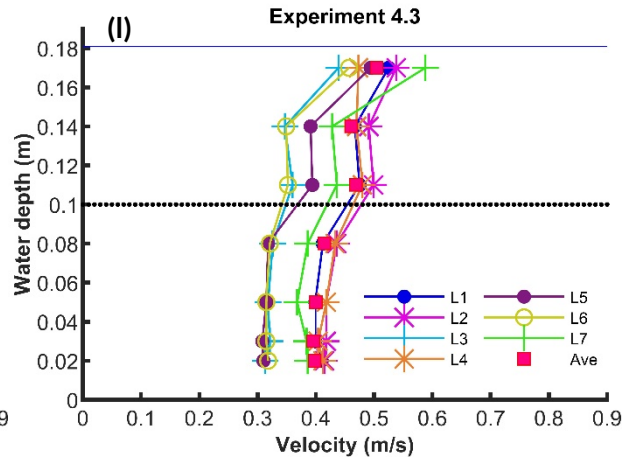 (l) Experiment 4.3
0.18
0.16
0.14
0.12
0.1
0.08
0.06
0.04
0.02
0
Water depth (m)
L1 L5
L2 L6
L3 L7
L4 Ave
9 0 0.1 0.2 0.3 0.4 0.5 0.6 0.7 0.8 0.9
Velocity (m/s)